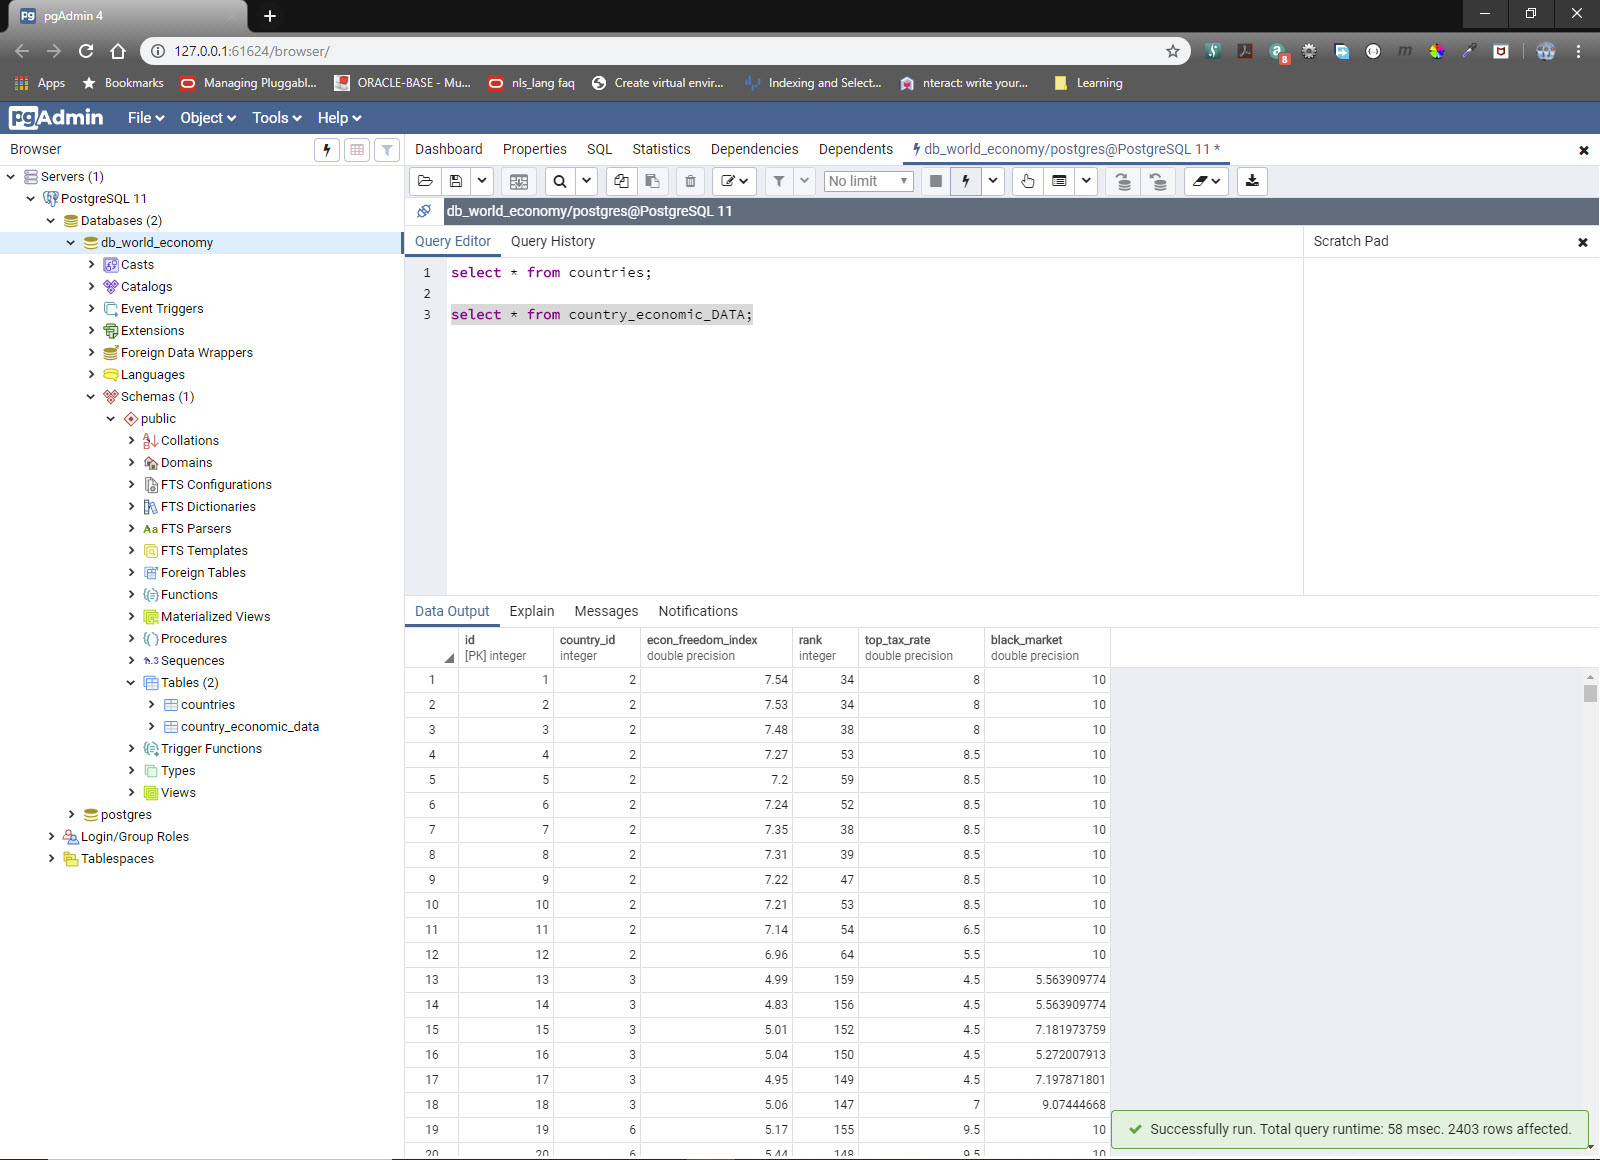 pgAdmin 4
127.0.0.1:61624/browser/
8
Apps Bookmarks Managing Pluggabl... ORACLE-BASE - Mu... nls_lang faq Create virtual envir... Indexing and Select... nteract: write your... Learning
pgAdmin File Object Tools Help
Browser
Servers (1)
PostgreSQL 11
Databases (2)
db_world_economy
Casts
Catalogs
Event Triggers
Extensions
Foreign Data Wrappers
Languages
Schemas (1)
public
Collations
Domains
FTS Configurations
FTS Dictionaries
Aa FTS Parsers
FTS Templates
Foreign Tables
Functions
Materialized Views
Procedures
1..3 Sequences
Tables (2)
countries
country_economic_data
Trigger Functions
Types
Views
postgres
Login/Group Roles
Tablespaces
Dashboard Properties SQL Statistics Dependencies Dependents db_world_economy/postgres@PostgreSQL 11 *
No limit
db_world_economy/postgres@PostgreSQL 11
Query Editor Query History Scratch Pad
1 select * from countries;
2
3 select * from country_economic_DATA;
Data Output Explain Messages Notifications
id country_id econ_freedom_index rank top_tax_rate black_market
[PK] integer integer double precision integer double precision double precision
1 1 2 7.54 34 8 10
2 2 2 7.53 34 8 10
3 3 2 7.48 38 8 10
4 4 2 7.27 53 8.5 10
5 5 2 7.2 59 8.5 10
6 6 2 7.24 52 8.5 10
7 7 2 7.35 38 8.5 10
8 8 2 7.31 39 8.5 10
9 9 2 7.22 47 8.5 10
10 10 2 7.21 53 8.5 10
11 11 2 7.14 54 6.5 10
12 12 2 6.96 64 5.5 10
13 13 3 4.99 159 4.5 5.563909774
14 14 3 4.83 156 4.5 5.563909774
15 15 3 5.01 152 4.5 7.181973759
16 16 3 5.04 150 4.5 5.272007913
17 17 3 4.95 149 4.5 7.197871801
18 18 3 5.06 147 7 9.07444668
19 19 6 5.17 155 9.5 10
20 20 6 5.44 148 9.5 10
Successfully run. Total query runtime: 58 msec. 2403 rows affected.